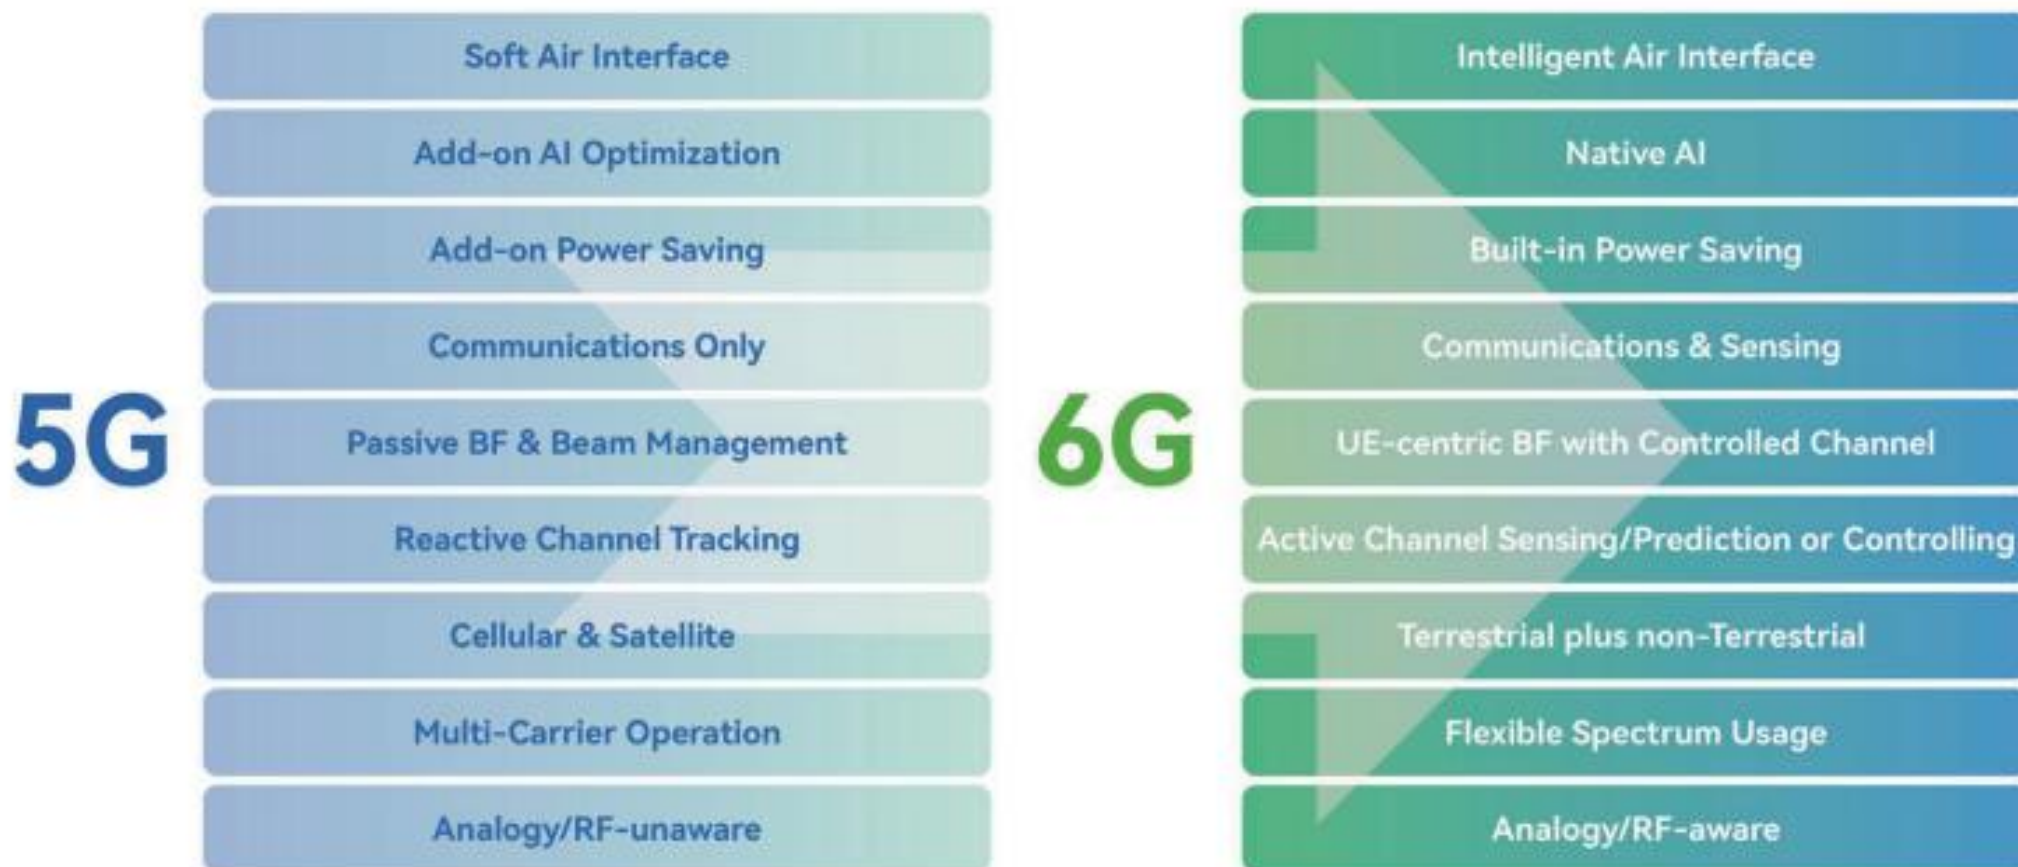 5G
Soft Air Interface
Add-on AI Optimization
Add-on Power Saving
Communications Only
Passive BF & Beam Management
Reactive Channel Tracking
Cellular & Satellite
Multi-Carrier Operation
Analogy/RF-unaware
6G
Intelligent Air Interface
Native AI
Built-in Power Saving
Communications & Sensing
UE-centric BF with Controlled Channel
Active Channel Sensing/Prediction or Controlling
Terrestrial plus non-Terrestrial
Flexible Spectrum Usage
Analogy/RF-aware